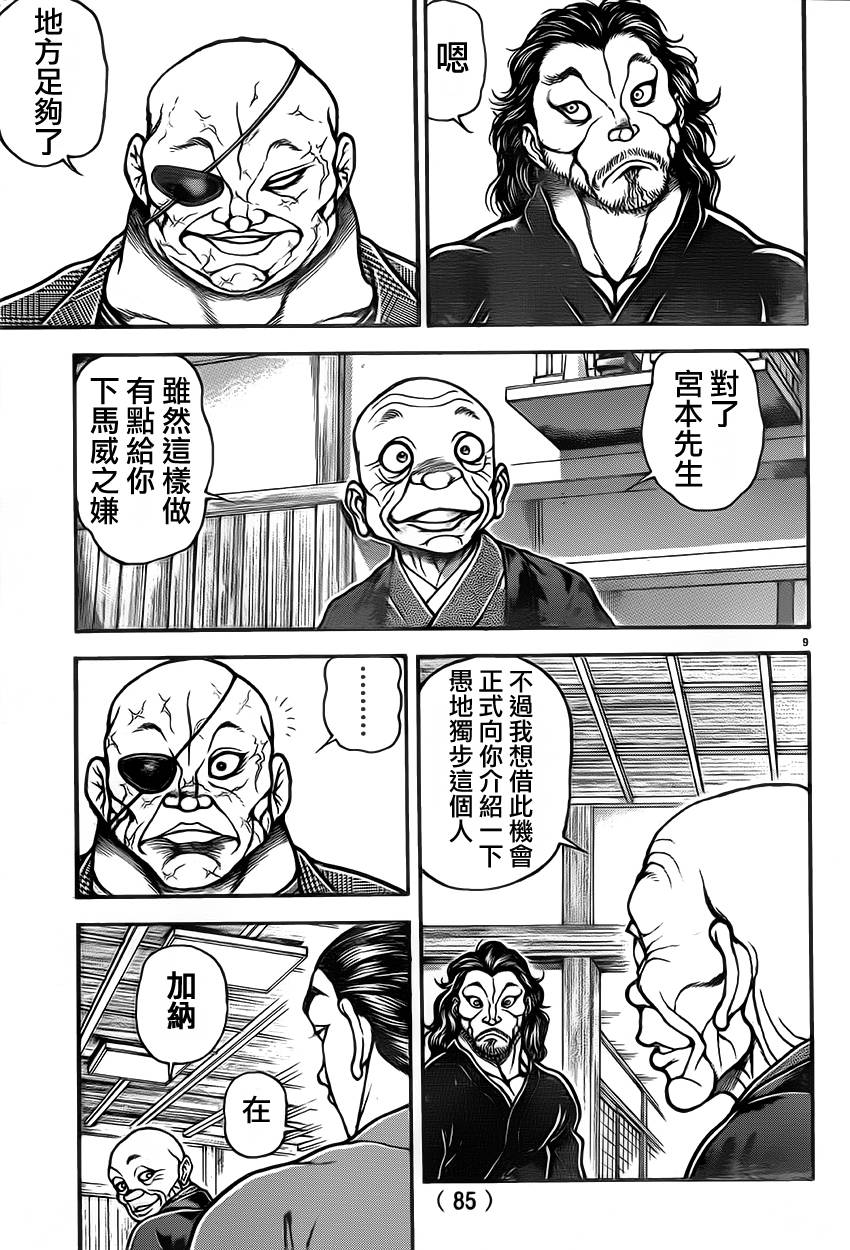 嗯
地方足夠了
對了
宮本先生
雖然這樣做
有點給你
下馬威之嫌
9
不過我想借此機會
正式向你介紹一下
愚地獨步這個人
………
加納
在
（85）